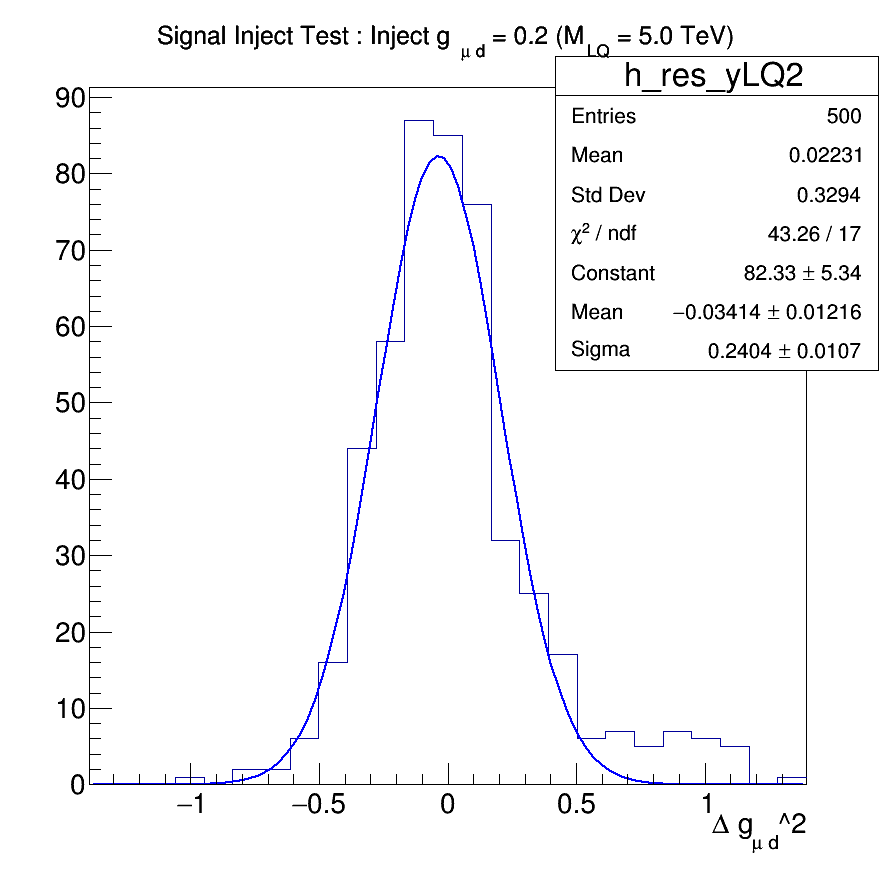 Signal Inject Test : Inject g μ d = 0.2 (M LQ = 5.0 TeV)
h_res_yLQ2
Entries 500
Mean 0.02231
Std Dev 0.3294
χ² / ndf 43.26 / 17
Constant 82.33 ± 5.34
Mean −0.03414 ± 0.01216
Sigma 0.2404 ± 0.0107
90
80
70
60
50
40
30
20
10
0
−1 −0.5 0 0.5 1
Δ g μ d ^2